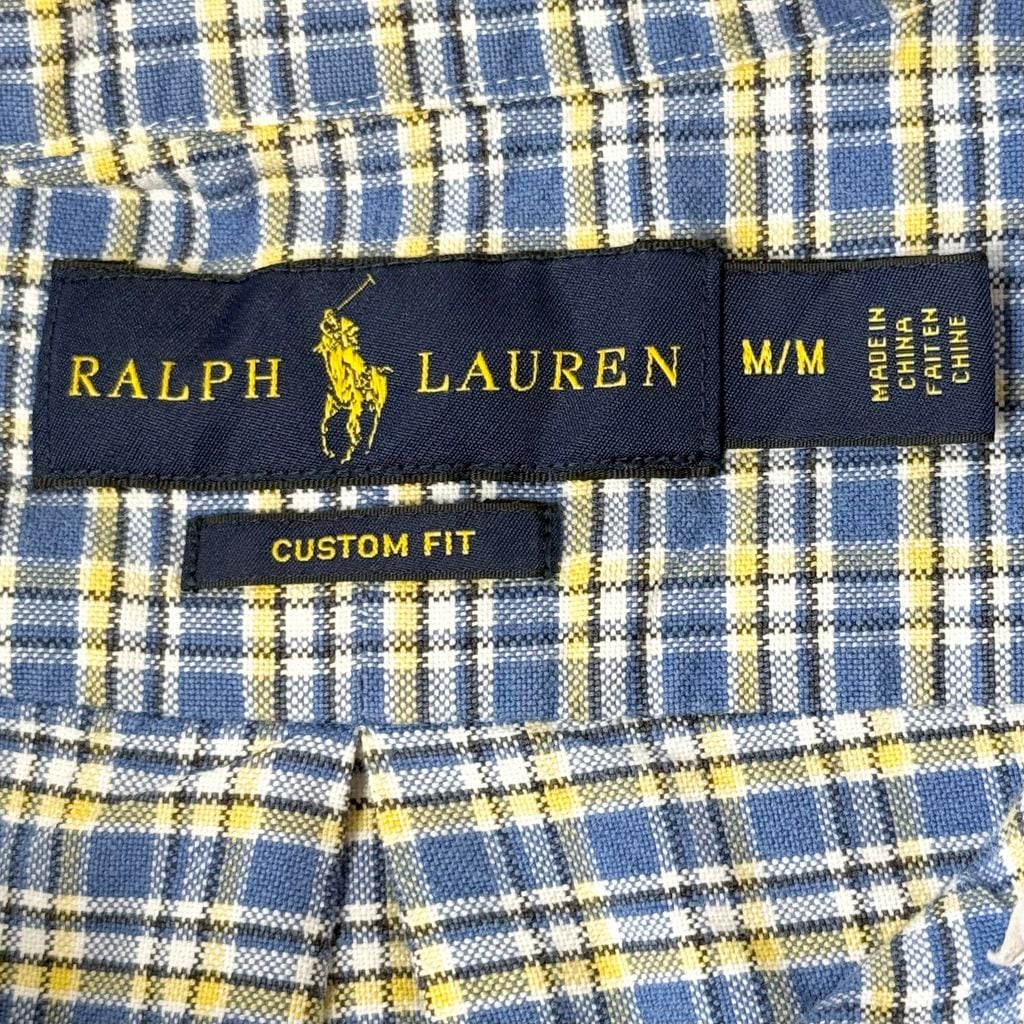 RALPH LAUREN
M/M
MADE IN
CHINA
FAIT EN
CHINE
CUSTOM FIT